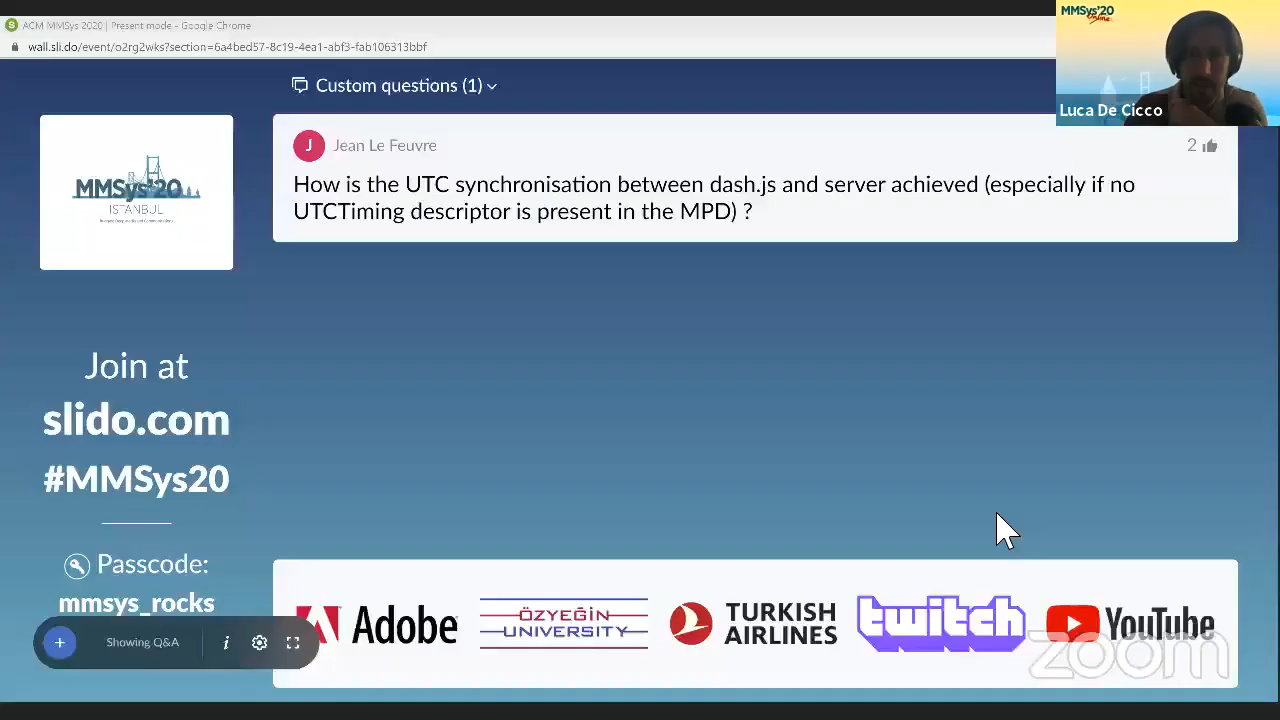 ACM MMSys 2020 | Present mode - Google Chrome
wall.sli.do/event/o2rg2wks?section=6a4bed57-8c19-4ea1-abf3-fab106313bbf
MMSys'20
Online
Luca De Cicco
Custom questions (1)
J Jean Le Feuvre 2
How is the UTC synchronisation between dash.js and server achieved (especially if no
UTCTiming descriptor is present in the MPD) ?
MMSys'20
ISTANBUL
Join at
slido.com
#MMSys20
Passcode:
mmsys_rocks
Showing Q&A
Adobe
ÖZYEĞİN
UNIVERSITY
TURKISH
AIRLINES
twitch
YouTube
zoom